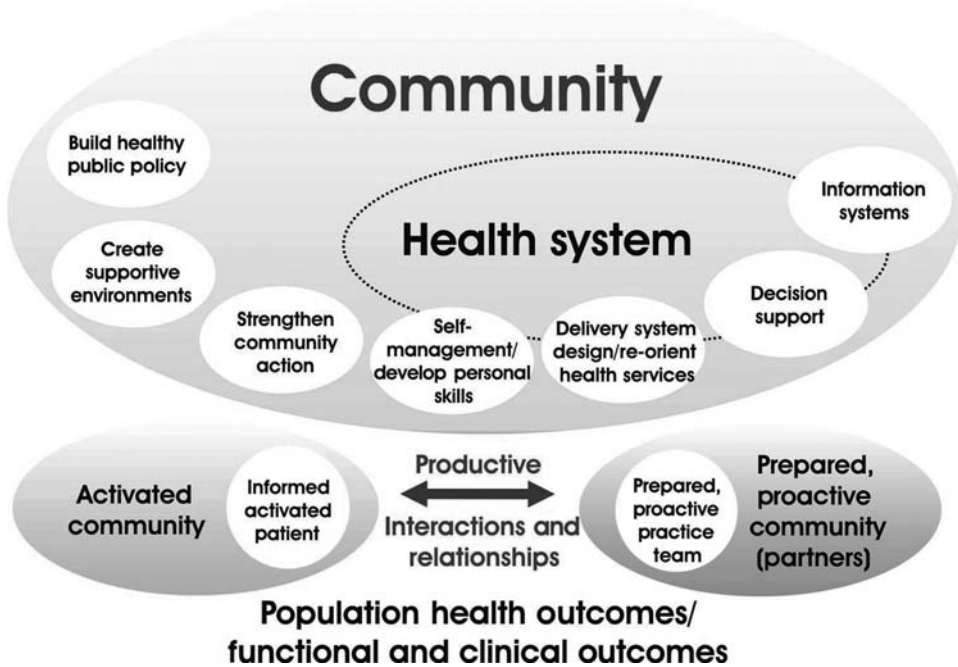 Community
Build healthy
public policy
Information
systems
Health system
Create
supportive
environments
Decision
support
Strengthen
community
action
Self-
management/
develop personal
skills
Delivery system
design/re-orient
health services
Activated
community
Informed
activated
patient
Productive
Interactions and
relationships
Prepared,
proactive
practice
team
Prepared,
proactive
community
(partners)
Population health outcomes/
functional and clinical outcomes